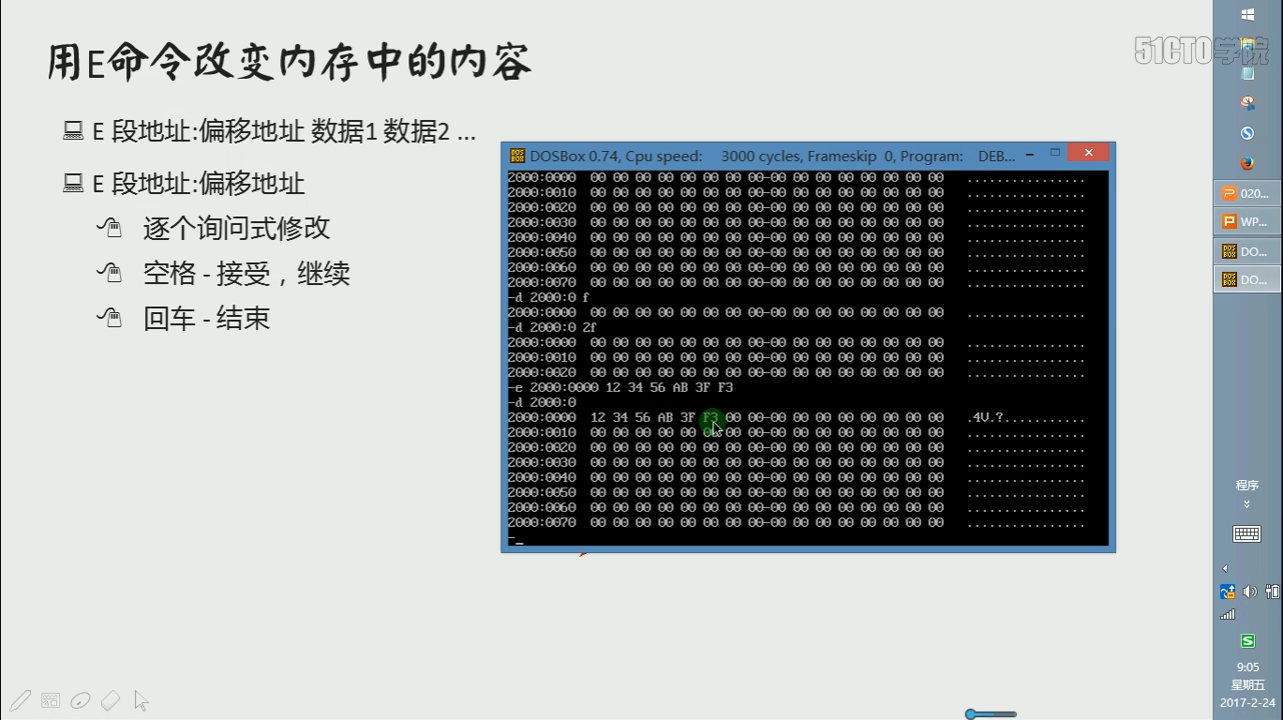 用E命令改变内存中的内容
51CTO学院
E 段地址:偏移地址 数据1 数据2 ...
E 段地址:偏移地址
逐个询问式修改
空格 - 接受，继续
回车 - 结束
DOSBox 0.74, Cpu speed: 3000 cycles, Frameskip 0, Program: DEB...
2000:0000 00 00 00 00 00 00 00 00-00 00 00 00 00 00 00 00 ................
2000:0010 00 00 00 00 00 00 00 00-00 00 00 00 00 00 00 00 ................
2000:0020 00 00 00 00 00 00 00 00-00 00 00 00 00 00 00 00 ................
2000:0030 00 00 00 00 00 00 00 00-00 00 00 00 00 00 00 00 ................
2000:0040 00 00 00 00 00 00 00 00-00 00 00 00 00 00 00 00 ................
2000:0050 00 00 00 00 00 00 00 00-00 00 00 00 00 00 00 00 ................
2000:0060 00 00 00 00 00 00 00 00-00 00 00 00 00 00 00 00 ................
2000:0070 00 00 00 00 00 00 00 00-00 00 00 00 00 00 00 00 ................
-d 2000:0 f
2000:0000 00 00 00 00 00 00 00 00-00 00 00 00 00 00 00 00 ................
-d 2000:0 2f
2000:0000 00 00 00 00 00 00 00 00-00 00 00 00 00 00 00 00 ................
2000:0010 00 00 00 00 00 00 00 00-00 00 00 00 00 00 00 00 ................
2000:0020 00 00 00 00 00 00 00 00-00 00 00 00 00 00 00 00 ................
-e 2000:0000 12 34 56 AB 3F F3
-d 2000:0
2000:0000 12 34 56 AB 3F F3 00 00-00 00 00 00 00 00 00 00 .4V.?...........
2000:0010 00 00 00 00 00 00 00 00-00 00 00 00 00 00 00 00 ................
2000:0020 00 00 00 00 00 00 00 00-00 00 00 00 00 00 00 00 ................
2000:0030 00 00 00 00 00 00 00 00-00 00 00 00 00 00 00 00 ................
2000:0040 00 00 00 00 00 00 00 00-00 00 00 00 00 00 00 00 ................
2000:0050 00 00 00 00 00 00 00 00-00 00 00 00 00 00 00 00 ................
2000:0060 00 00 00 00 00 00 00 00-00 00 00 00 00 00 00 00 ................
2000:0070 00 00 00 00 00 00 00 00-00 00 00 00 00 00 00 00 ................
-_
020...
WP...
DO...
DO...
程序
9:05
星期五
2017-2-24